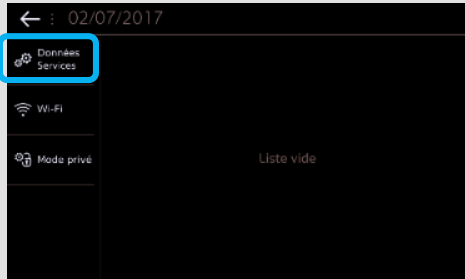 02/07/2017
Données
Services
Wi-Fi
Mode privé
Liste vide